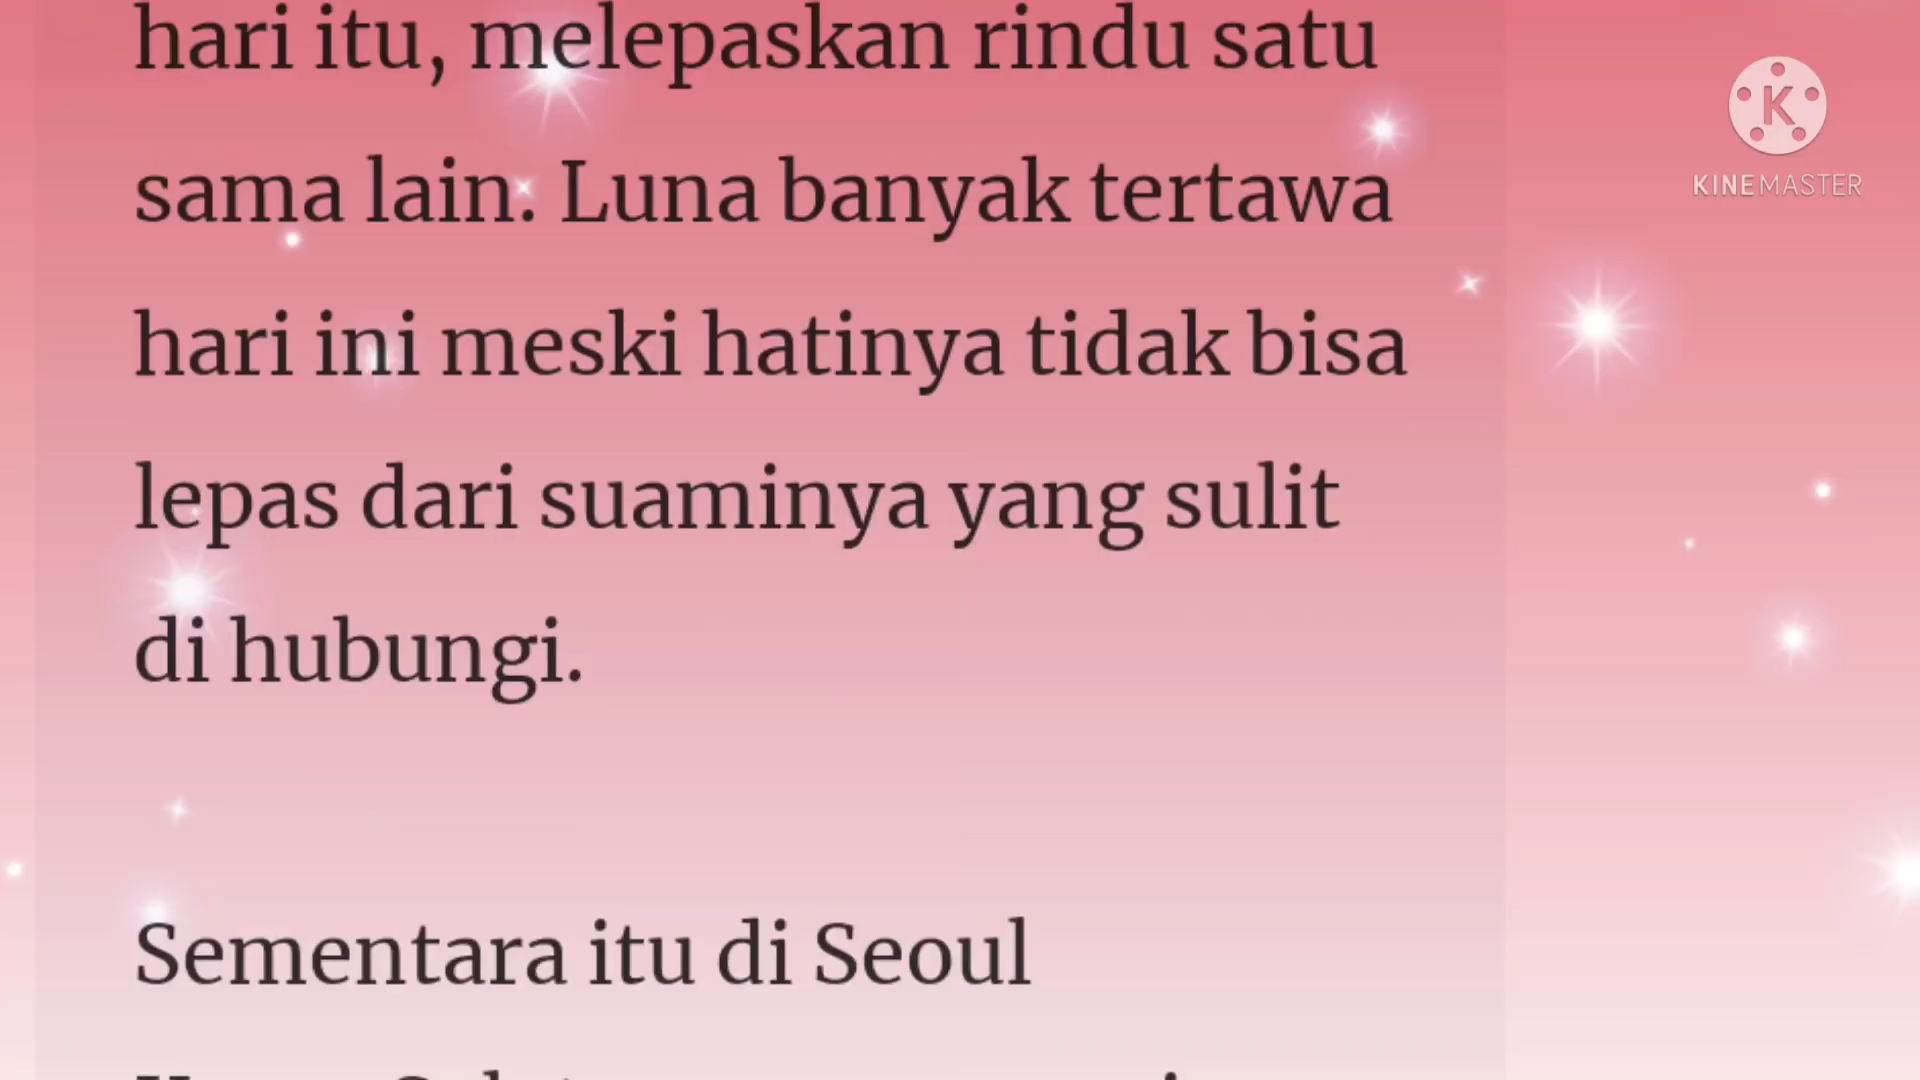 hari itu, melepaskan rindu satu
sama lain. Luna banyak tertawa
hari ini meski hatinya tidak bisa
lepas dari suaminya yang sulit
di hubungi.
Sementara itu di Seoul
KINEMASTER